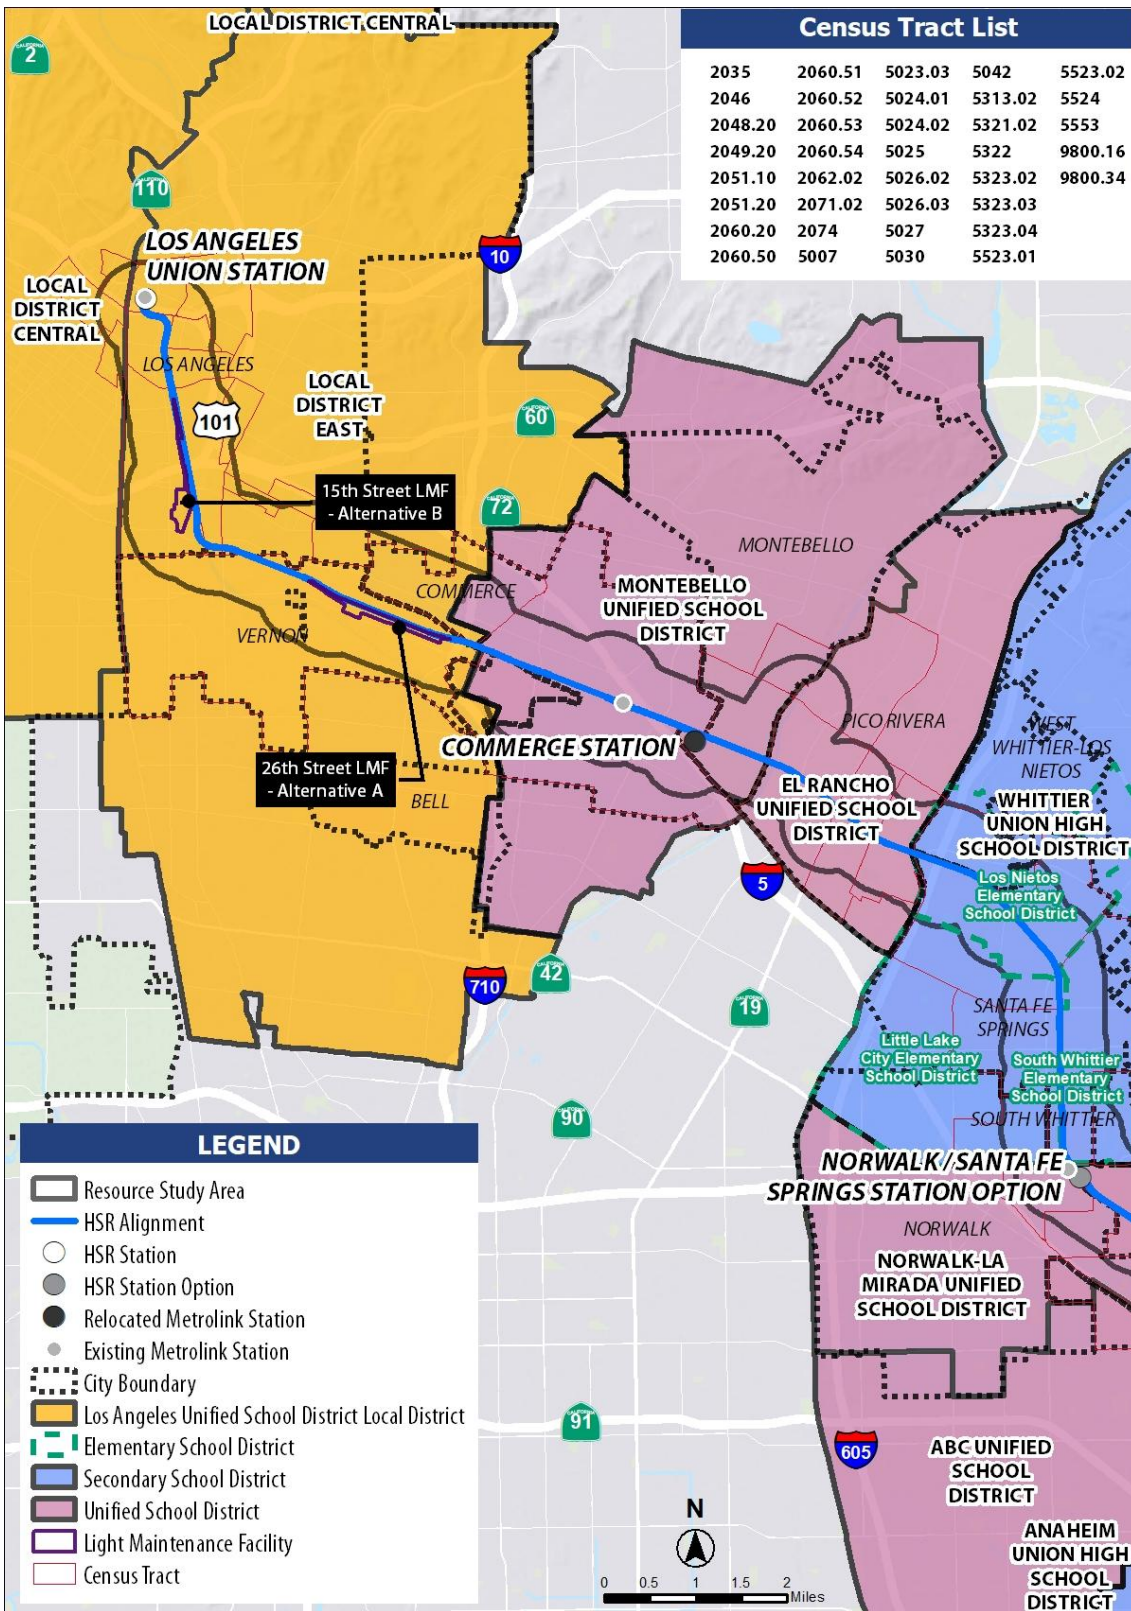 LOCAL DISTRICT CENTRAL
CALIFORNIA
2
Census Tract List
2035 2060.51 5023.03 5042 5523.02
2046 2060.52 5024.01 5313.02 5524
2048.20 2060.53 5024.02 5321.02 5553
2049.20 2060.54 5025 5322 9800.16
2051.10 2062.02 5026.02 5323.02 9800.34
2051.20 2071.02 5026.03 5323.03
2060.20 2074 5027 5323.04
2060.50 5007 5030 5523.01
CALIFORNIA
110
LOS ANGELES
UNION STATION
10
LOCAL
DISTRICT
CENTRAL
LOS ANGELES
LOCAL
DISTRICT
EAST
101
CALIFORNIA
60
15th Street LMF
- Alternative B
CALIFORNIA
72
MONTEBELLO
COMMERCE
MONTEBELLO
UNIFIED SCHOOL
DISTRICT
VERNON
PICO RIVERA
COMMERCE STATION
WEST
WHITTIER-LOS
NIETOS
26th Street LMF
- Alternative A
BELL
EL RANCHO
UNIFIED SCHOOL
DISTRICT
WHITTIER
UNION HIGH
SCHOOL DISTRICT
5
Los Nietos
Elementary
School District
710
CALIFORNIA
42
CALIFORNIA
19
SANTA FE
SPRINGS
Little Lake
City Elementary
School District
South Whittier
Elementary
School District
CALIFORNIA
90
SOUTH WHITTIER
NORWALK/SANTA FE
SPRINGS STATION OPTION
NORWALK
NORWALK-LA
MIRADA UNIFIED
SCHOOL DISTRICT
CALIFORNIA
91
605
ABC UNIFIED
SCHOOL
DISTRICT
ANAHEIM
UNION HIGH
SCHOOL
DISTRICT
LEGEND
Resource Study Area
HSR Alignment
HSR Station
HSR Station Option
Relocated Metrolink Station
Existing Metrolink Station
City Boundary
Los Angeles Unified School District Local District
Elementary School District
Secondary School District
Unified School District
Light Maintenance Facility
Census Tract
N
0 0.5 1 1.5 2
Miles